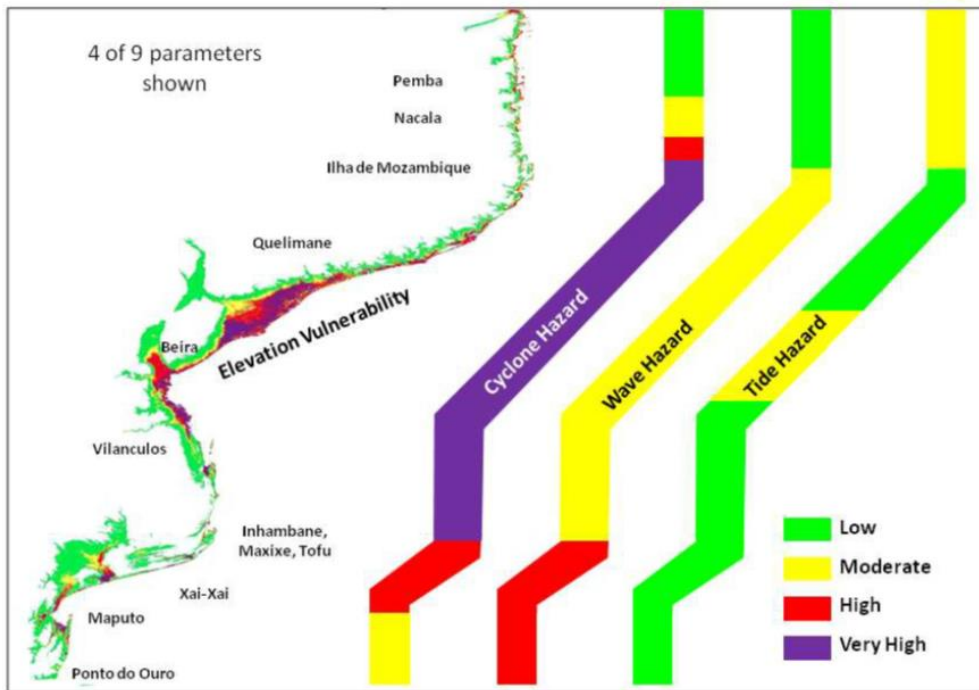 4 of 9 parameters
shown
Pemba
Nacala
Ilha de Mozambique
Quelimane
Elevation Vulnerability
Beira
Vilanculos
Inhambane,
Maxixe, Tofu
Xai-Xai
Maputo
Ponto do Ouro
Cyclone Hazard
Wave Hazard
Tide Hazard
Low
Moderate
High
Very High